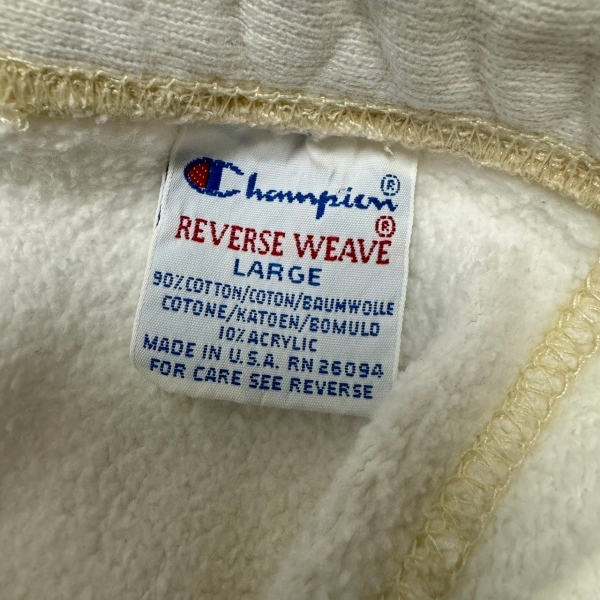 Champion®
REVERSE WEAVE®
LARGE
90% COTTON/COTON/BAUMWOLLE
COTONE/KATOEN/BOMULD
10% ACRYLIC
MADE IN U.S.A. RN 26094
FOR CARE SEE REVERSE